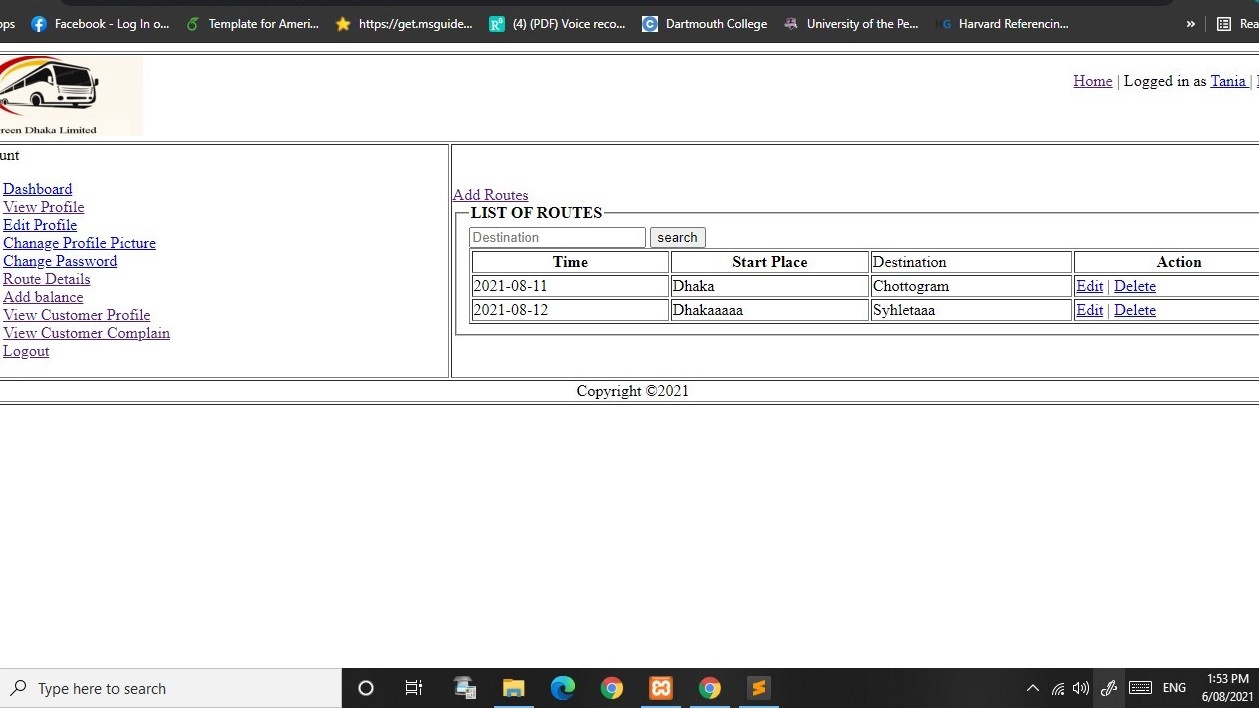 ops Facebook - Log In o... Template for Ameri... https://get.msguide... (4) (PDF) Voice reco... Dartmouth College University of the Pe... Harvard Referencin... » Rea
Home | Logged in as Tania |
reen Dhaka Limited
unt
Dashboard
View Profile
Edit Profile
Chanage Profile Picture
Change Password
Route Details
Add balance
View Customer Profile
View Customer Complain
Logout
Add Routes
LIST OF ROUTES
Destination search
Time Start Place Destination Action
2021-08-11 Dhaka Chottogram Edit | Delete
2021-08-12 Dhakaaaaa Syhletaaa Edit | Delete
Copyright ©2021
Type here to search ENG 1:53 PM
6/08/2021